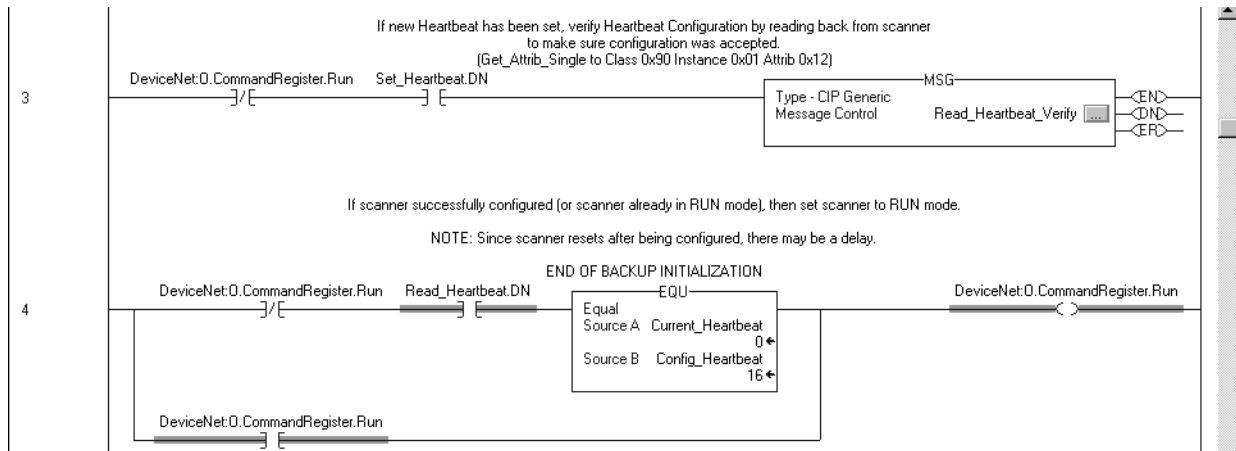 If new Heartbeat has been set, verify Heartbeat Configuration by reading back from scanner
to make sure configuration was accepted.
(Get_Attrib_Single to Class 0x90 Instance 0x01 Attrib 0x12)
DeviceNet:O.CommandRegister.Run Set_Heartbeat.DN
MSG
3
Type - CIP Generic
Message Control Read_Heartbeat_Verify ...
EN
DN
ER
If scanner successfully configured (or scanner already in RUN mode), then set scanner to RUN mode.
NOTE: Since scanner resets after being configured, there may be a delay.
END OF BACKUP INITIALIZATION
DeviceNet:O.CommandRegister.Run Read_Heartbeat.DN EQU DeviceNet:O.CommandRegister.Run
4
Equal
Source A Current_Heartbeat
0
Source B Config_Heartbeat
16
DeviceNet:O.CommandRegister.Run